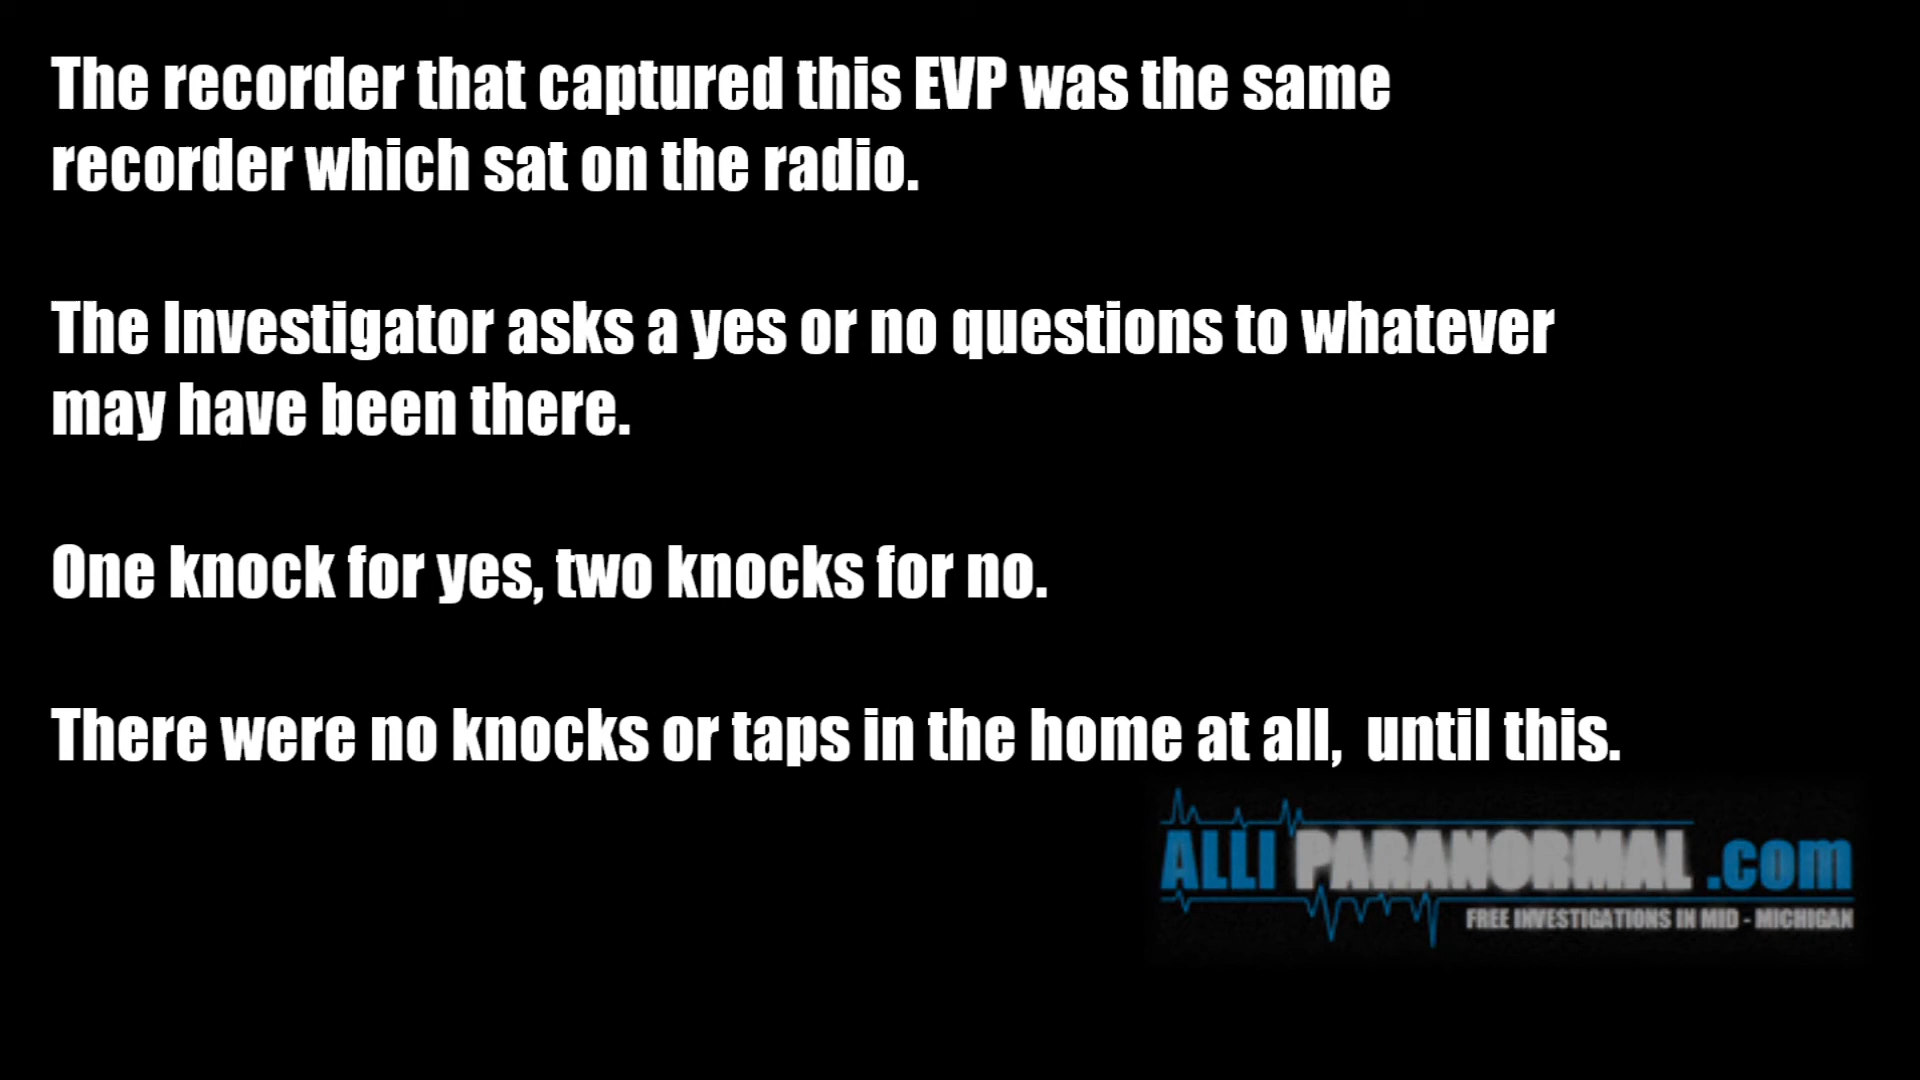 The recorder that captured this EVP was the same
recorder which sat on the radio.
The Investigator asks a yes or no questions to whatever
may have been there.
One knock for yes, two knocks for no.
There were no knocks or taps in the home at all,  until this.
ALLI PARANORMAL .com
FREE INVESTIGATIONS IN MID - MICHIGAN